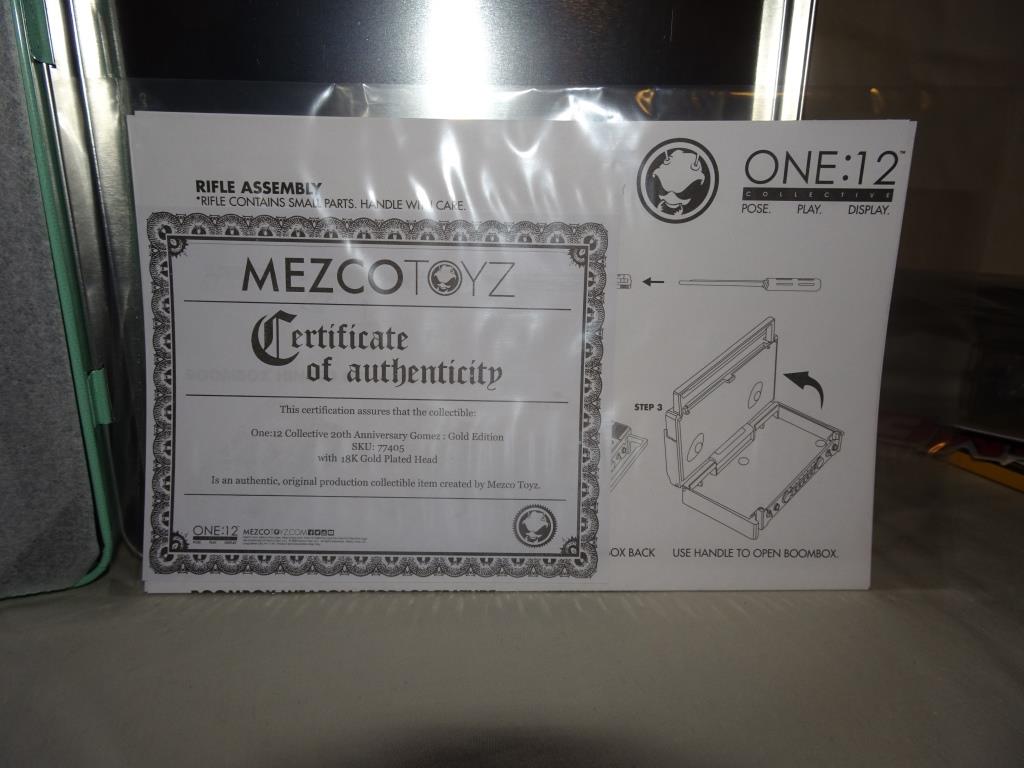 RIFLE ASSEMBLY
*RIFLE CONTAINS SMALL PARTS. HANDLE WITH CARE.
ONE:12™
COLLECTIVE
POSE. PLAY. DISPLAY.
MEZCOTOYZ
Certificate
of authenticity
This certification assures that the collectible:
One:12 Collective 20th Anniversary Gomez : Gold Edition
SKU: 77405
with 18K Gold Plated Head
Is an authentic, original production collectible item created by Mezco Toyz.
ONE:12
MEZCOTOYZ.COM
STEP 3
OX BACK
USE HANDLE TO OPEN BOOMBOX.